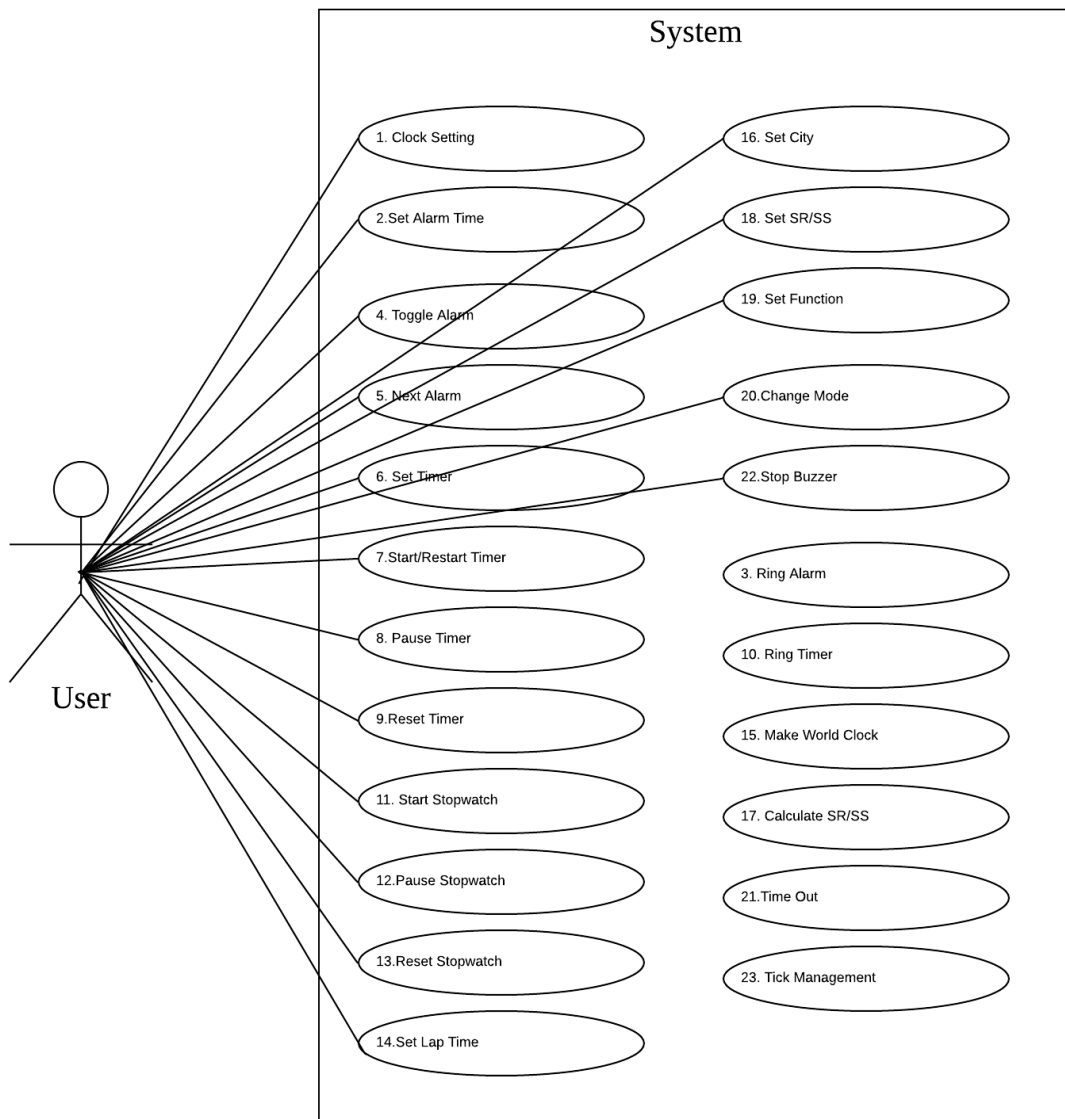 System
1. Clock Setting
2.Set Alarm Time
4. Toggle Alarm
5. Next Alarm
6. Set Timer
7.Start/Restart Timer
8. Pause Timer
9.Reset Timer
11. Start Stopwatch
12.Pause Stopwatch
13.Reset Stopwatch
14.Set Lap Time
16. Set City
18. Set SR/SS
19. Set Function
20.Change Mode
22.Stop Buzzer
3. Ring Alarm
10. Ring Timer
15. Make World Clock
17. Calculate SR/SS
21.Time Out
23. Tick Management
User